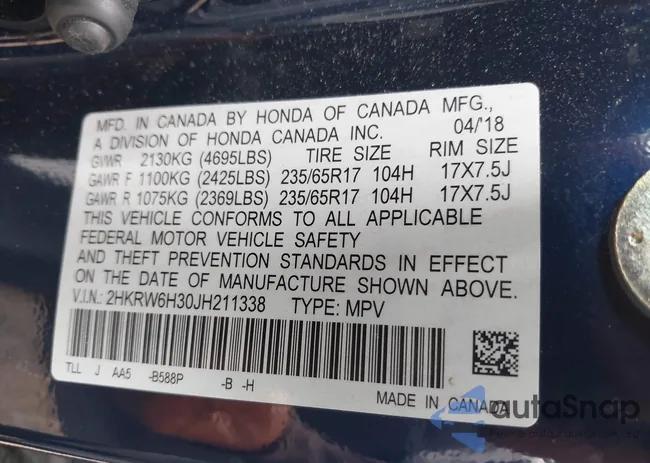 MFD. IN CANADA BY HONDA OF CANADA MFG.,
A DIVISION OF HONDA CANADA INC. 04/'18
GVWR 2130KG (4695LBS) TIRE SIZE RIM SIZE
GAWR F 1100KG (2425LBS) 235/65R17 104H 17X7.5J
GAWR R 1075KG (2369LBS) 235/65R17 104H 17X7.5J
THIS VEHICLE CONFORMS TO ALL APPLICABLE
FEDERAL MOTOR VEHICLE SAFETY
AND THEFT PREVENTION STANDARDS IN EFFECT
ON THE DATE OF MANUFACTURE SHOWN ABOVE.
V.I.N.: 2HKRW6H30JH211338 TYPE: MPV
TLL J AA5 -B588P -B -H
MADE IN CANADA
autaSnap